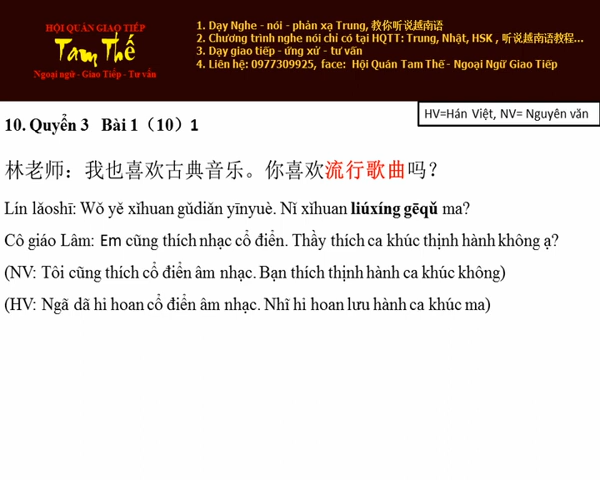 HỘI QUÁN GIAO TIẾP
Tam Thế
Ngoại ngữ - Giao Tiếp - Tư vấn
1. Dạy Nghe - nói - phản xạ Trung, 教你听说越南语
2. Chương trình nghe nói chỉ có tại HQTT: Trung, Nhật, HSK , 听说越南语教程...
3. Dạy giao tiếp - ứng xử - tư vấn
4. Liên hệ: 0977309925, face: Hội Quán Tam Thế - Ngoại Ngữ Giao Tiếp
HV=Hán Việt, NV= Nguyên văn
10. Quyển 3 Bài 1（10）1
林老师：我也喜欢古典音乐。你喜欢流行歌曲吗？
Lín lǎoshī: Wǒ yě xǐhuan gǔdiǎn yīnyuè. Nǐ xǐhuan liúxíng gēqǔ ma?
Cô giáo Lâm: Em cũng thích nhạc cổ điển. Thầy thích ca khúc thịnh hành không ạ?
(NV: Tôi cũng thích cổ điển âm nhạc. Bạn thích thịnh hành ca khúc không)
(HV: Ngã dã hi hoan cổ điển âm nhạc. Nhĩ hi hoan lưu hành ca khúc ma)